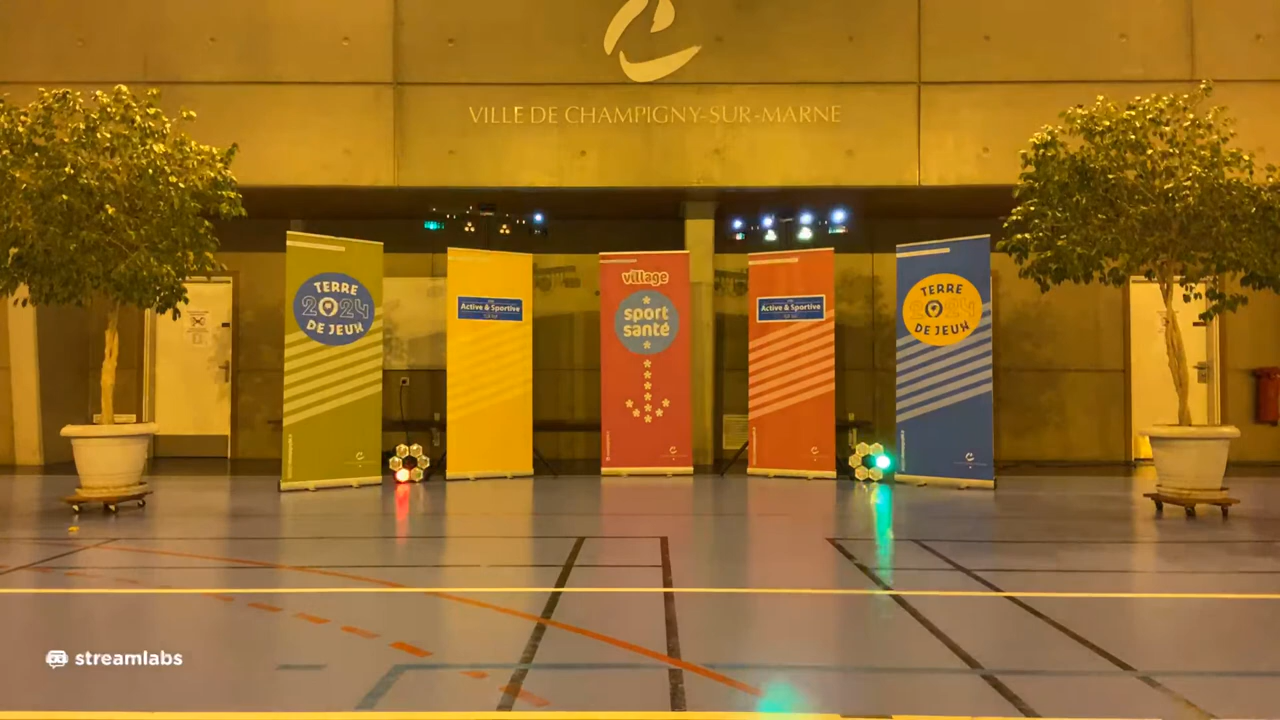 VILLE DE CHAMPIGNY-SUR-MARNE
TERRE
2024
DE JEUX
Active & Sportive
village
sport
santé
Active & Sportive
TERRE
2024
DE JEUX
streamlabs